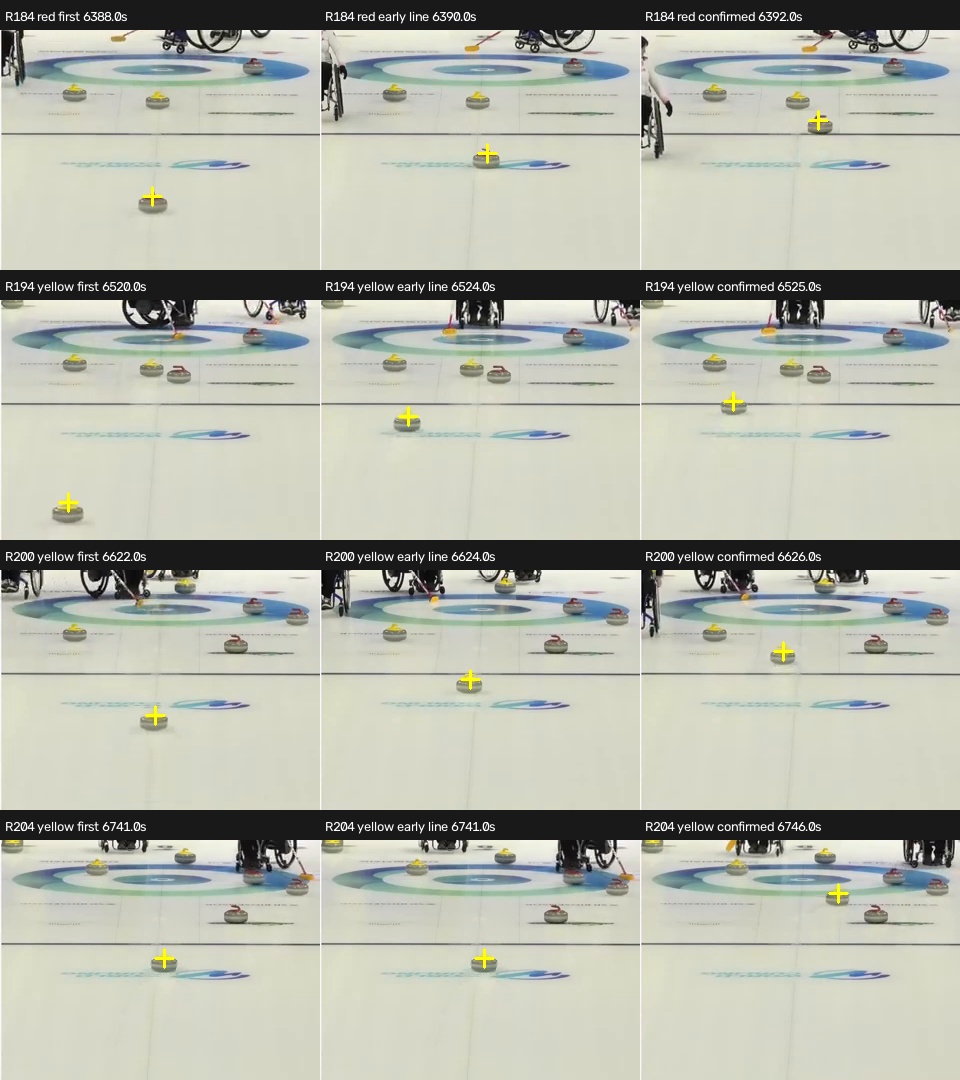 R184 red first 6388.0s
R184 red early line 6390.0s
R184 red confirmed 6392.0s
R194 yellow first 6520.0s
R194 yellow early line 6524.0s
R194 yellow confirmed 6525.0s
R200 yellow first 6622.0s
R200 yellow early line 6624.0s
R200 yellow confirmed 6626.0s
R204 yellow first 6741.0s
R204 yellow early line 6741.0s
R204 yellow confirmed 6746.0s